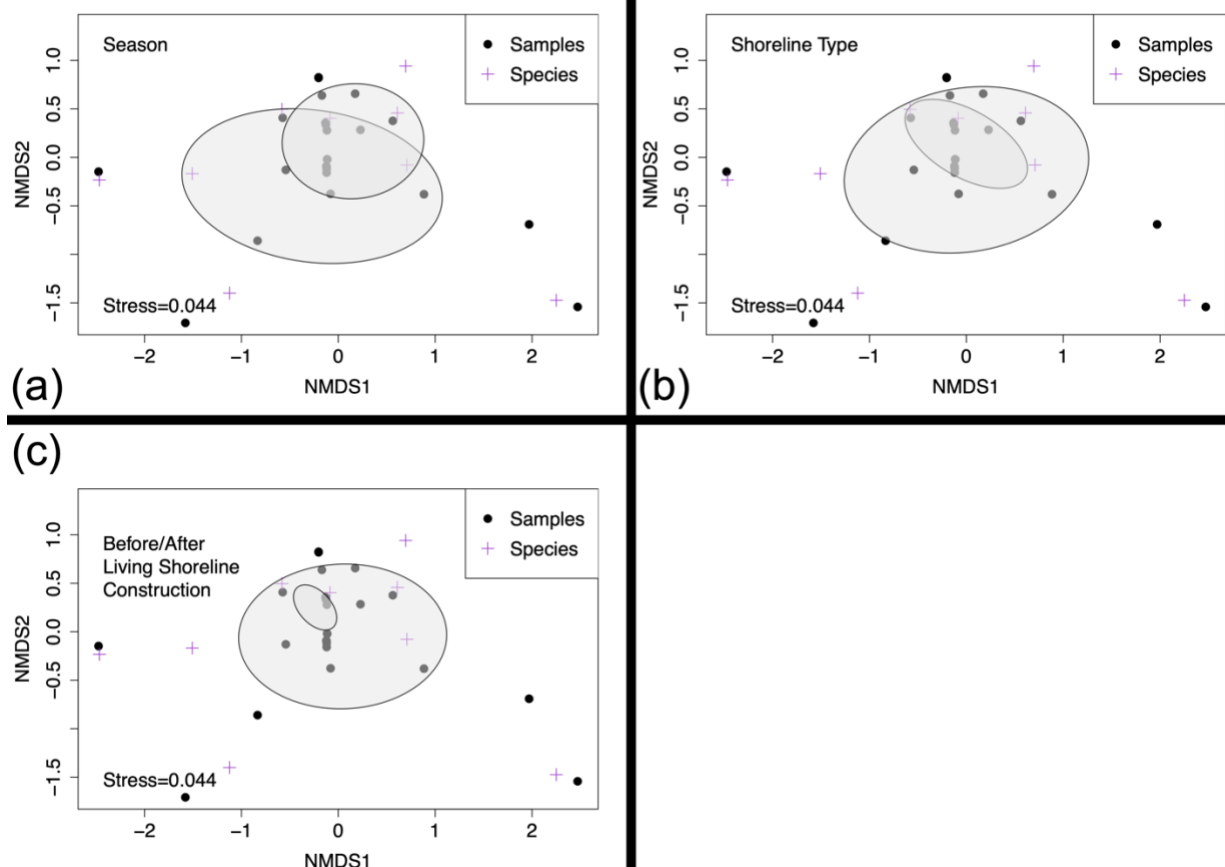 Season
Samples
Species
1.0
0.5
0.0
−0.5
−1.5
NMDS2
Stress=0.044
−2
−1
0
1
2
NMDS1
(a)
Shoreline Type
Samples
Species
1.0
0.5
0.0
−0.5
−1.5
NMDS2
Stress=0.044
−2
−1
0
1
2
NMDS1
(b)
(c)
Before/After
Living Shoreline
Construction
Samples
Species
1.0
0.5
0.0
−0.5
−1.5
NMDS2
Stress=0.044
−2
−1
0
1
2
NMDS1